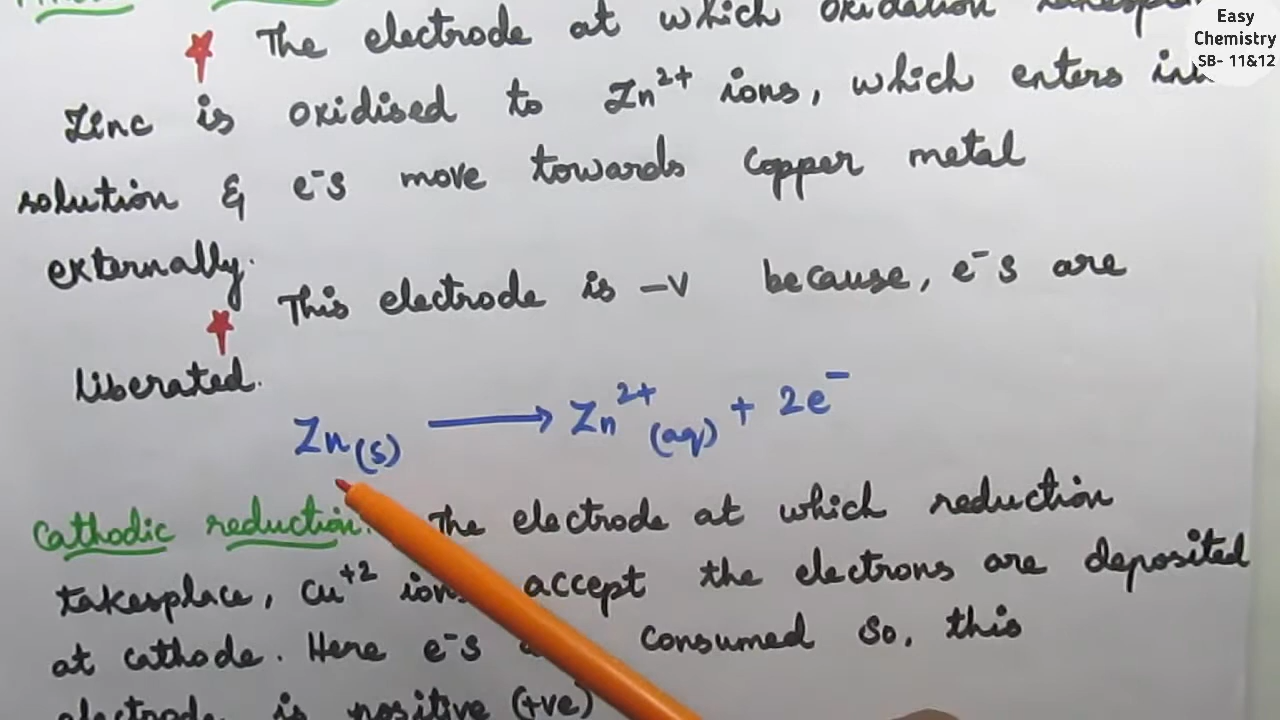 The electrode at which oxidation
Zinc is oxidised to Zn²⁺ ions, which enters
solution & e⁻s move towards copper metal
externally.
This electrode is -v because, e⁻s are
liberated.
Zn(s) ⟶ Zn²⁺(aq) + 2e⁻
Cathodic reduction: The electrode at which reduction
takesplace, Cu⁺² ions accept the electrons are deposited
at cathode. Here e⁻s consumed so, this
electrode is positive (+ve)
Easy
Chemistry
SB- 11&12